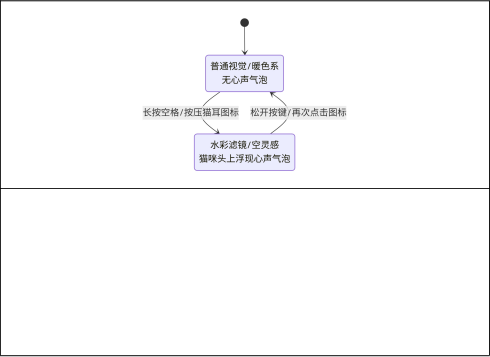 普通视觉/暖色系
无心声气泡
长按空格/按压猫耳图标
松开按键/再次点击图标
水彩滤镜/空灵感
猫咪头上浮现心声气泡